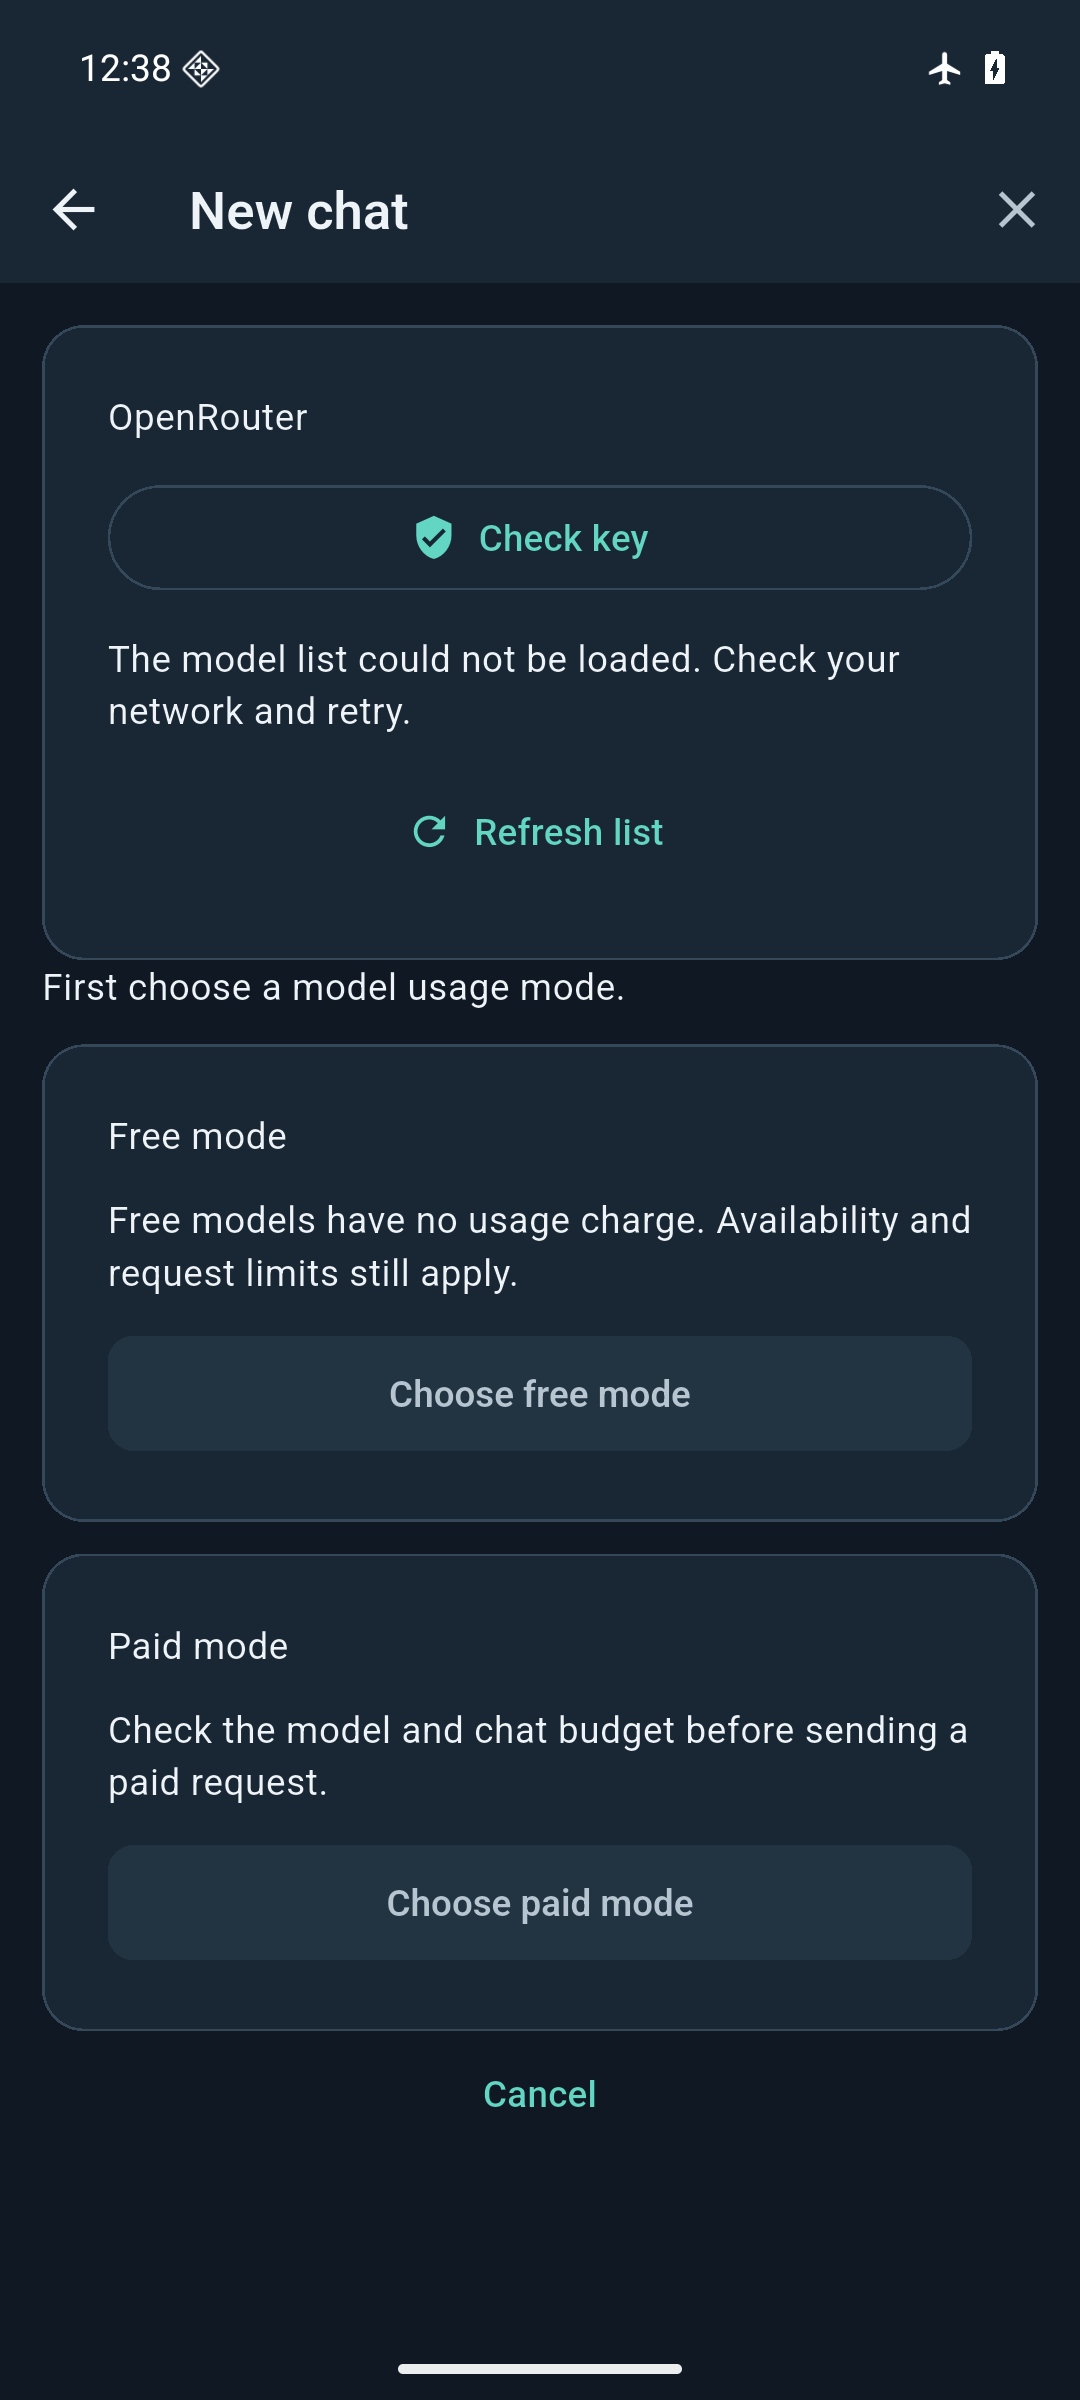 12:38
New chat
OpenRouter
Check key
The model list could not be loaded. Check your
network and retry.
Refresh list
First choose a model usage mode.
Free mode
Free models have no usage charge. Availability and
request limits still apply.
Choose free mode
Paid mode
Check the model and chat budget before sending a
paid request.
Choose paid mode
Cancel